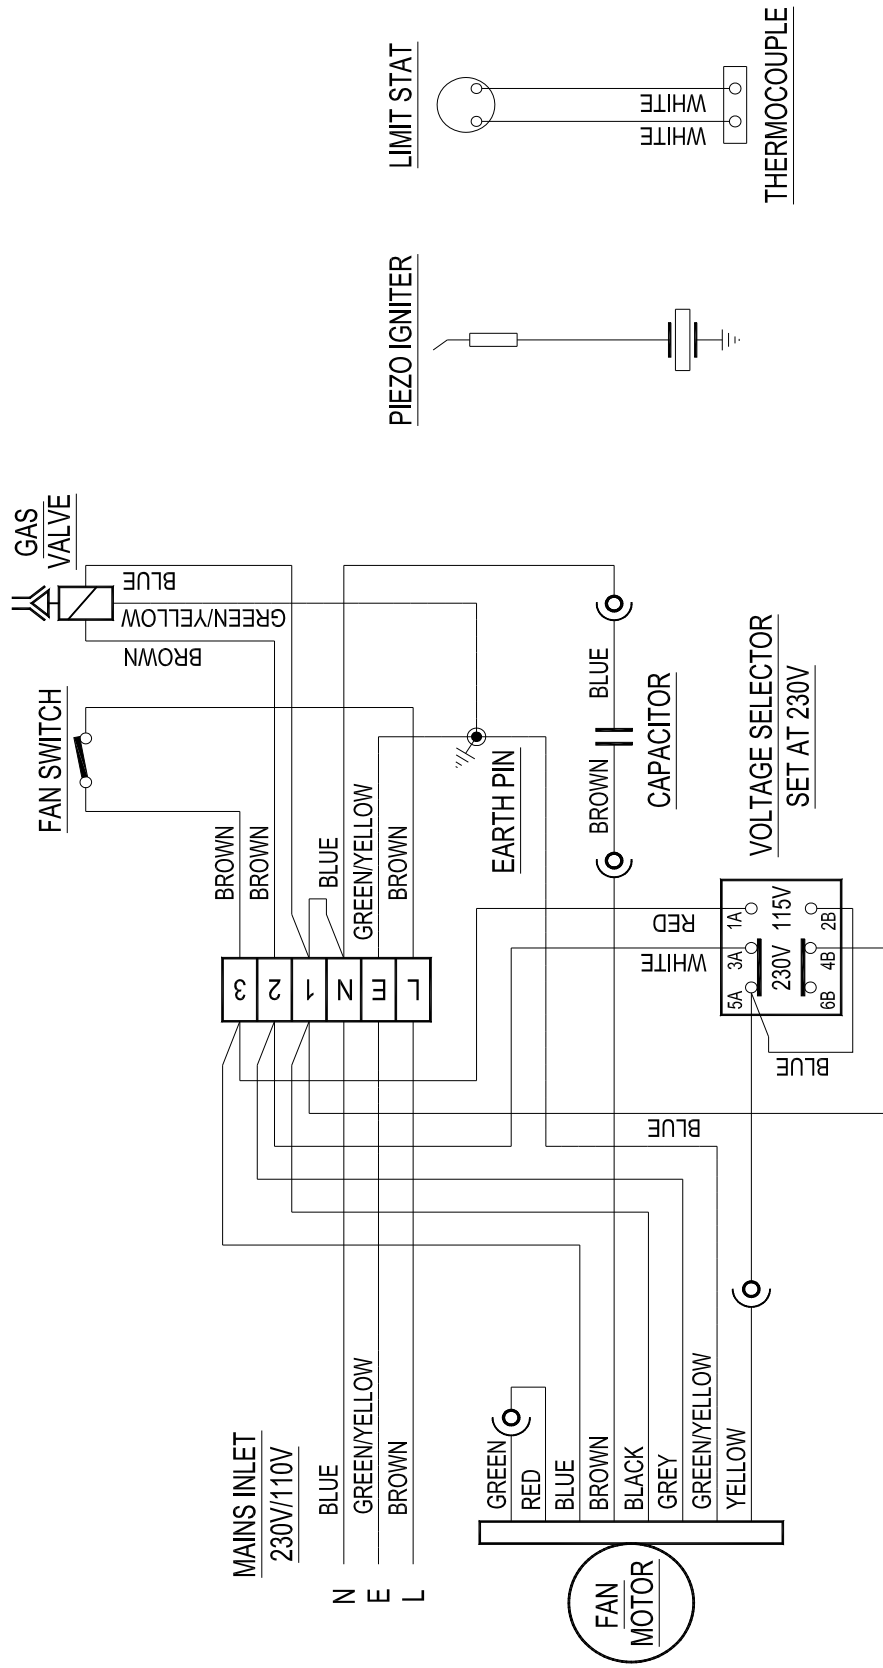 MAINS INLET
230V/110V
N
E
L
BLUE
GREEN/YELLOW
BROWN
FAN
MOTOR
GREEN
RED
BLUE
BROWN
BLACK
GREY
GREEN/YELLOW
YELLOW
3
2
1
N
E
L
BROWN
BROWN
BLUE
GREEN/YELLOW
BROWN
FAN SWITCH
GAS
VALVE
BROWN
GREEN/YELLOW
BLUE
EARTH PIN
BROWN
BLUE
CAPACITOR
VOLTAGE SELECTOR
SET AT 230V
RED
WHITE
BLUE
BLUE
5A
3A
1A
230V
115V
6B
4B
2B
PIEZO IGNITER
LIMIT STAT
WHITE
WHITE
THERMOCOUPLE